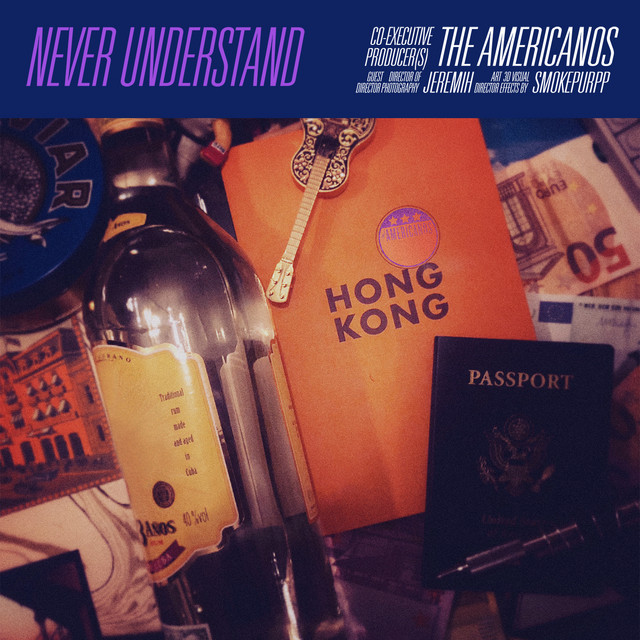 NEVER UNDERSTAND
CO-EXECUTIVE
PRODUCER(S)
THE AMERICANOS
GUEST
DIRECTOR
DIRECTOR OF
PHOTOGRAPHY
JEREMIH
ART 3D VISUAL
DIRECTOR EFFECTS BY
SMOKEPURPP
IAR
HONG
KONG
EURO
50
PASSPORT
Traditional
rum
made
and aged
in
Cuba
40%vol